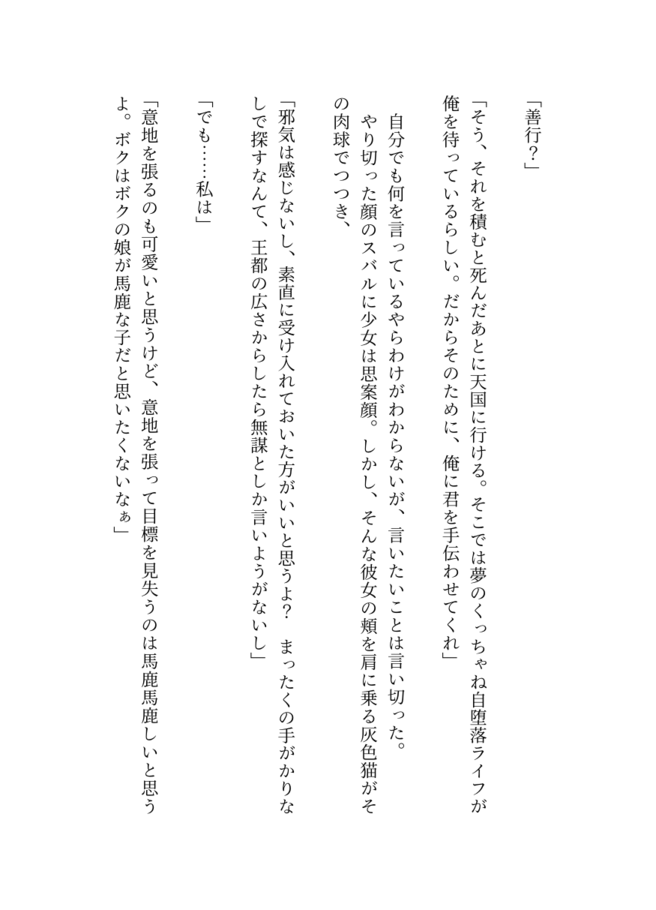 「善行？」
「そう、それを積むと死んだあとに天国に行ける。そこでは夢のくっちゃね自堕落ライフが
俺を待っているらしい。だからそのために、俺に君を手伝わせてくれ」
　自分でも何を言っているやらわけがわからないが、言いたいことは言い切った。
　やり切った顔のスバルに少女は思案顔。しかし、そんな彼女の頬を肩に乗る灰色猫がそ
の肉球でつつき、
「邪気は感じないし、素直に受け入れておいた方がいいと思うよ？　まったくの手がかりな
しで探すなんて、王都の広さからしたら無謀としか言いようがないし」
「でも……私は」
「意地を張るのも可愛いと思うけど、意地を張って目標を見失うのは馬鹿馬鹿しいと思う
よ。ボクはボクの娘が馬鹿な子だと思いたくないなぁ」